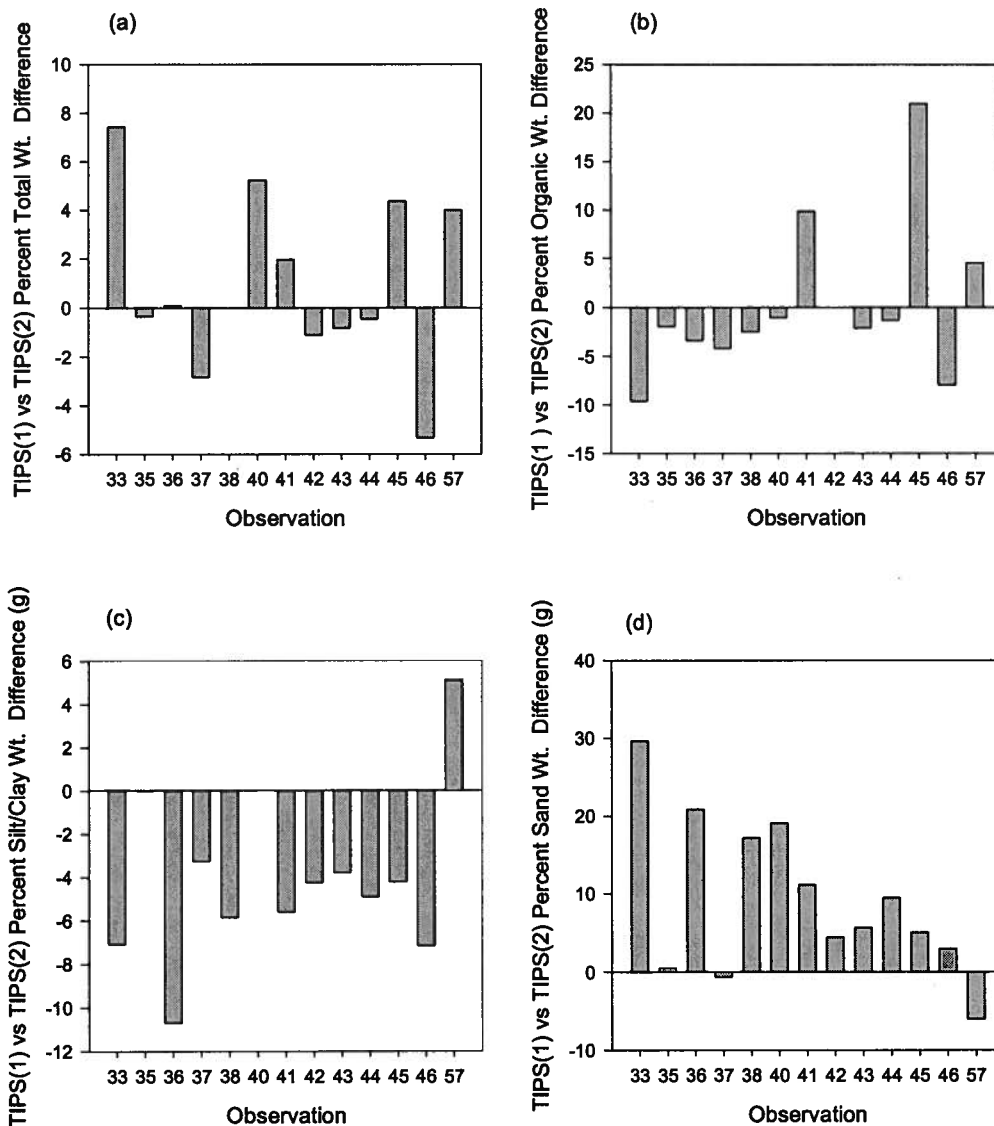 (a)
TIPS(1) vs TIPS(2) Percent Total Wt. Difference
10
8
6
4
2
0
-2
-4
-6
33 35 36 37 38 40 41 42 43 44 45 46 57
Observation
(b)
TIPS(1 ) vs TIPS(2) Percent Organic Wt. Difference
25
20
15
10
5
0
-5
-10
-15
33 35 36 37 38 40 41 42 43 44 45 46 57
Observation
(c)
TIPS(1) vs TIPS(2) Percent Silt/Clay Wt. Difference (g)
6
4
2
0
-2
-4
-6
-8
-10
-12
33 35 36 37 38 40 41 42 43 44 45 46 57
Observation
(d)
TIPS(1) vs TIPS(2) Percent Sand Wt. Difference (g)
40
30
20
10
0
-10
33 35 36 37 38 40 41 42 43 44 45 46 57
Observation